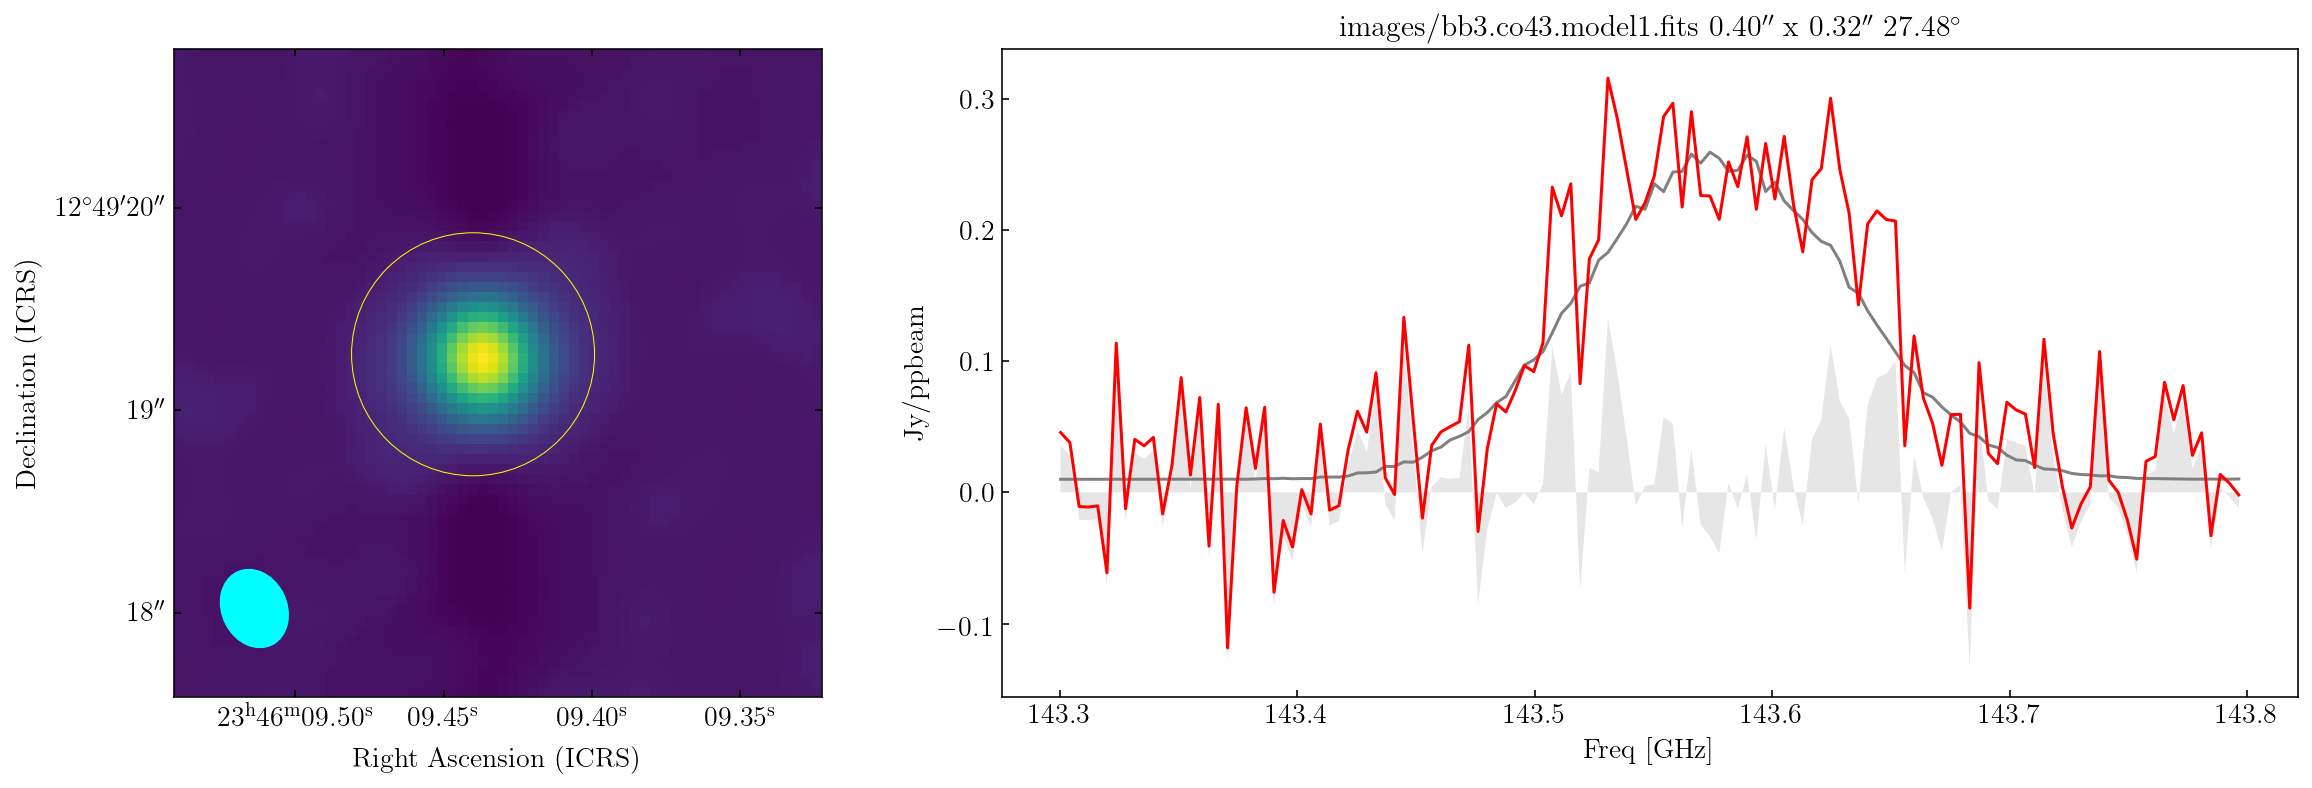 images/bb3.co43.model1.fits 0.40″ x 0.32″ 27.48°
Declination (ICRS)
12°49′20″
19″
18″
23ʰ46ᵐ09.50ˢ 09.45ˢ 09.40ˢ 09.35ˢ
Right Ascension (ICRS)
Jy/ppbeam
0.3
0.2
0.1
0.0
−0.1
143.3 143.4 143.5 143.6 143.7 143.8
Freq [GHz]